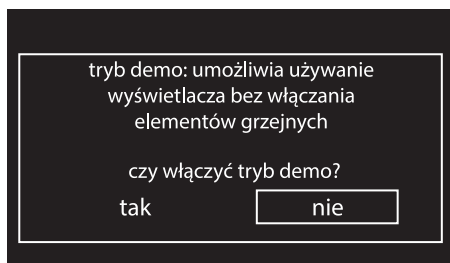 tryb demo: umożliwia używanie
wyświetlacza bez włączania
elementów grzejnych
czy włączyć tryb demo?
tak nie